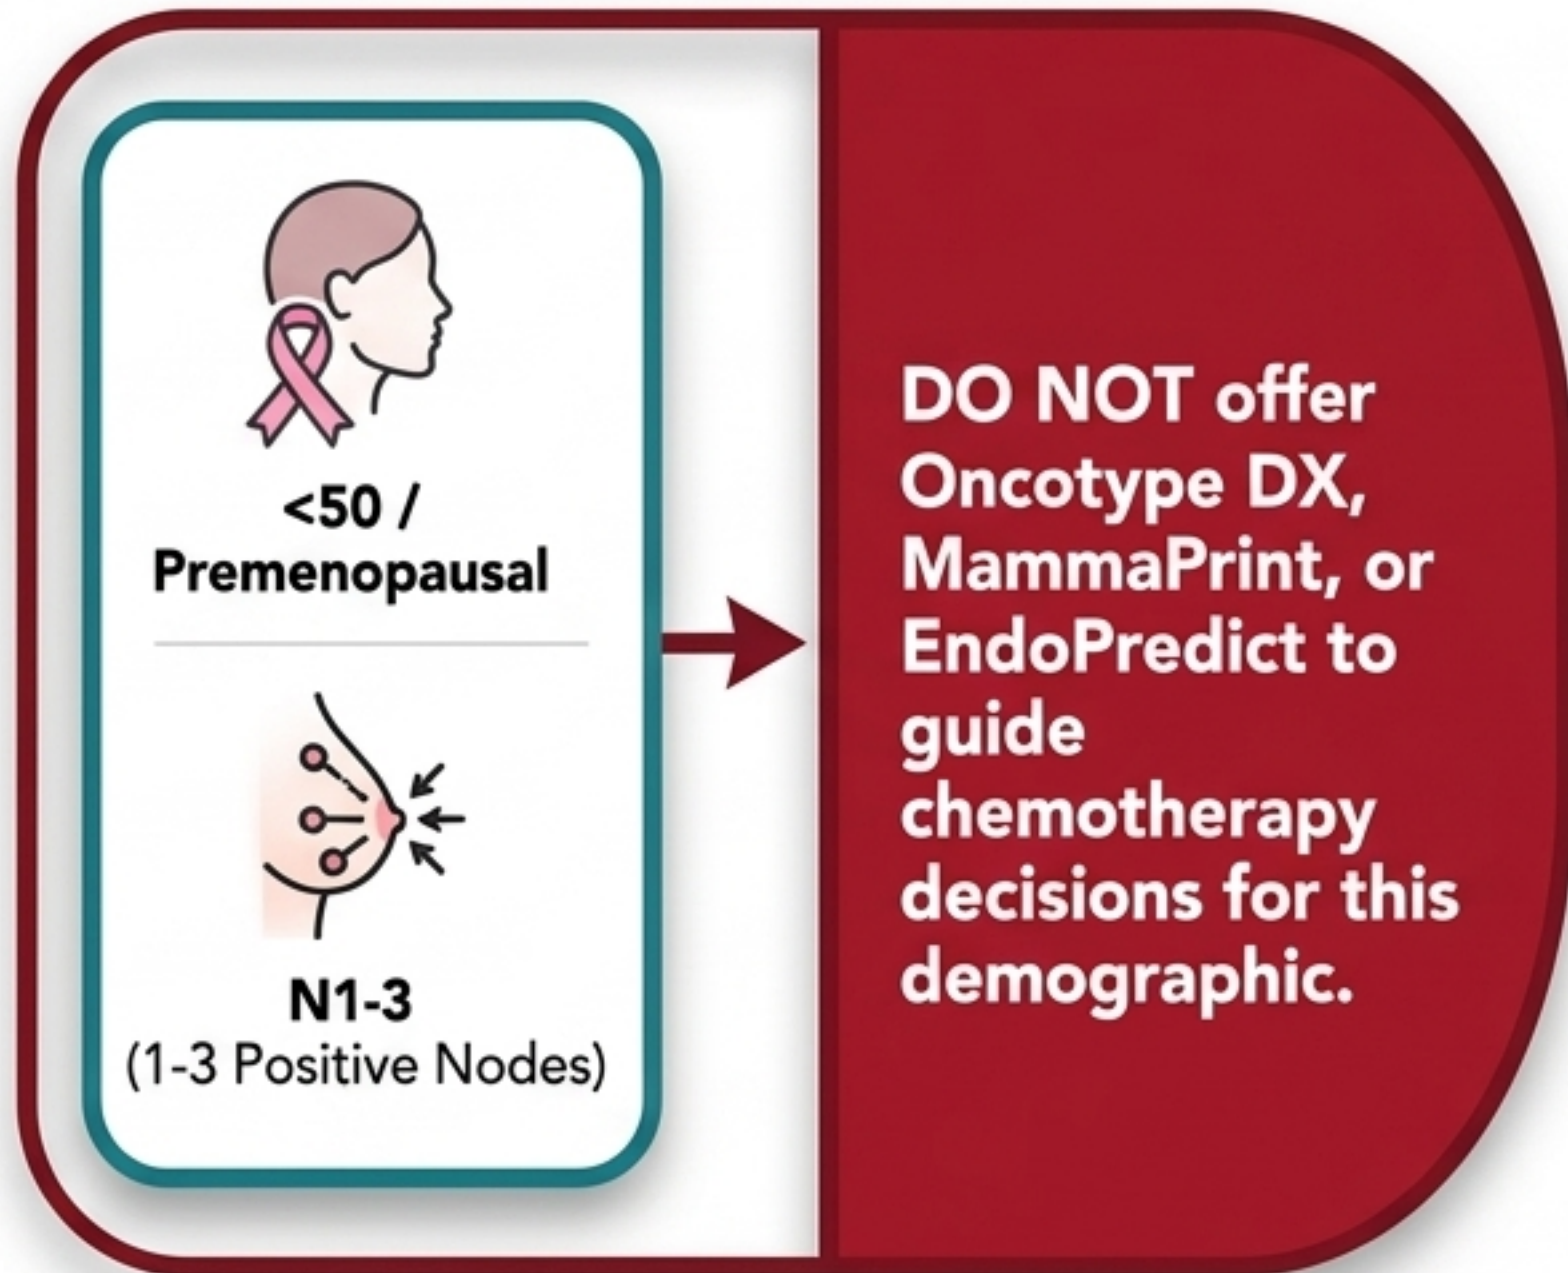 <50 /
Premenopausal
N1-3
(1-3 Positive Nodes)
DO NOT offer
Oncotype DX,
MammaPrint, or
EndoPredict to
guide
chemotherapy
decisions for this
demographic.